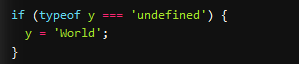 if (typeof y === 'undefined') {
  y = 'World';
}